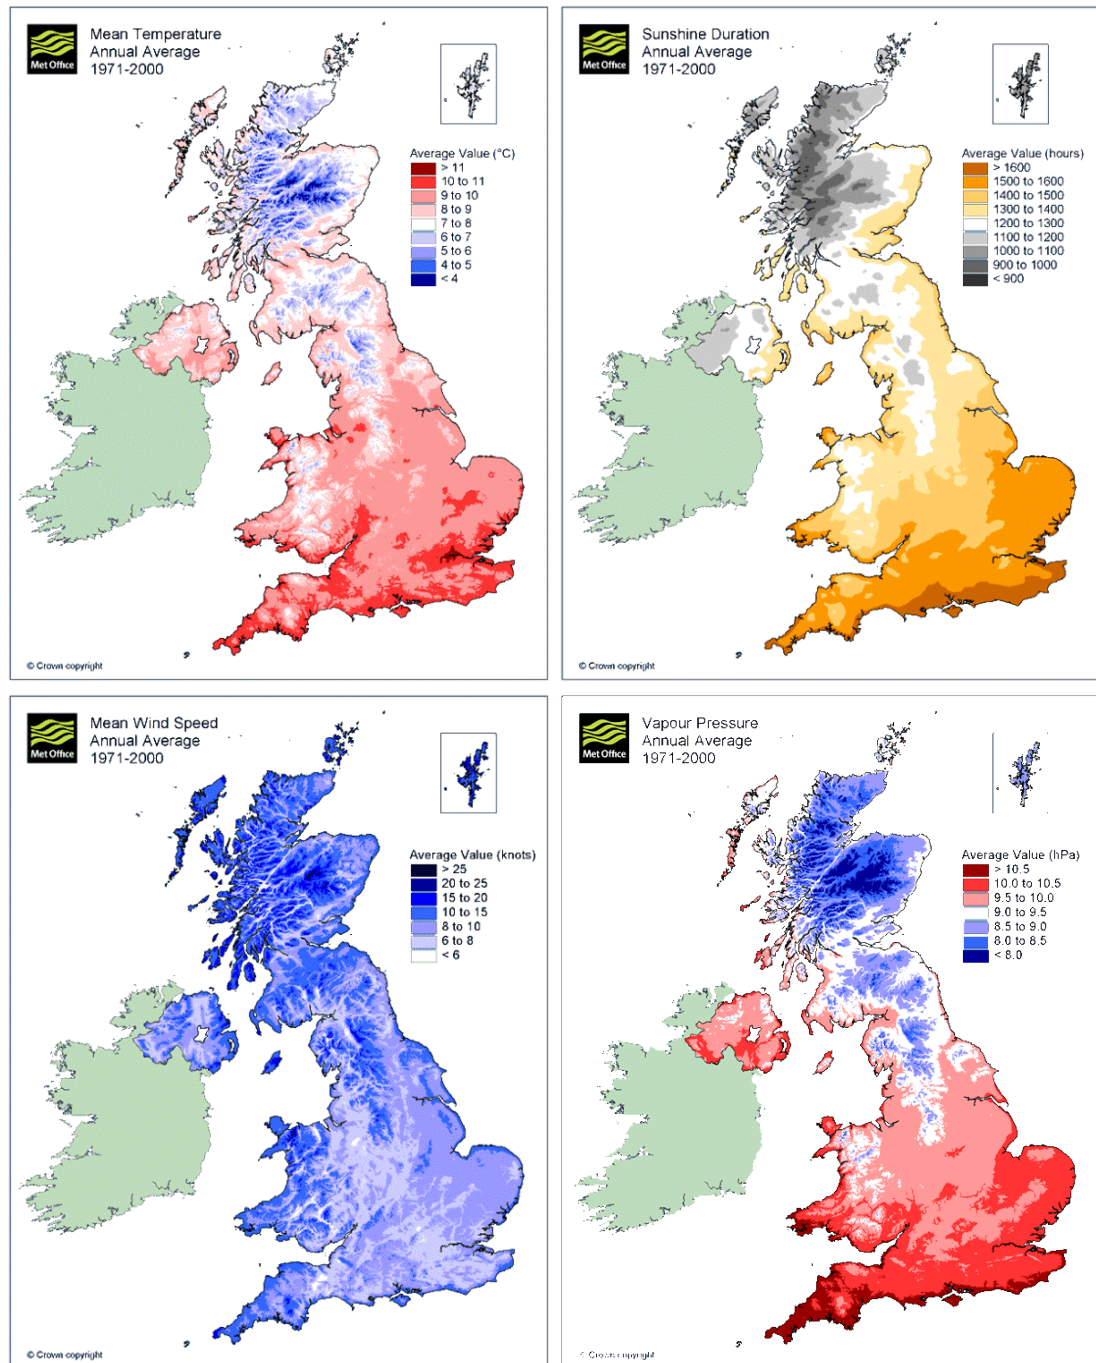 Met Office
Mean Temperature
Annual Average
1971-2000
Average Value (°C)
> 11
10 to 11
9 to 10
8 to 9
7 to 8
6 to 7
5 to 6
4 to 5
< 4
© Crown copyright
Met Office
Sunshine Duration
Annual Average
1971-2000
Average Value (hours)
> 1600
1500 to 1600
1400 to 1500
1300 to 1400
1200 to 1300
1100 to 1200
1000 to 1100
900 to 1000
< 900
© Crown copyright
Met Office
Mean Wind Speed
Annual Average
1971-2000
Average Value (knots)
> 25
20 to 25
15 to 20
10 to 15
8 to 10
6 to 8
< 6
© Crown copyright
Met Office
Vapour Pressure
Annual Average
1971-2000
Average Value (hPa)
> 10.5
10.0 to 10.5
9.5 to 10.0
9.0 to 9.5
8.5 to 9.0
8.0 to 8.5
< 8.0
© Crown copyright